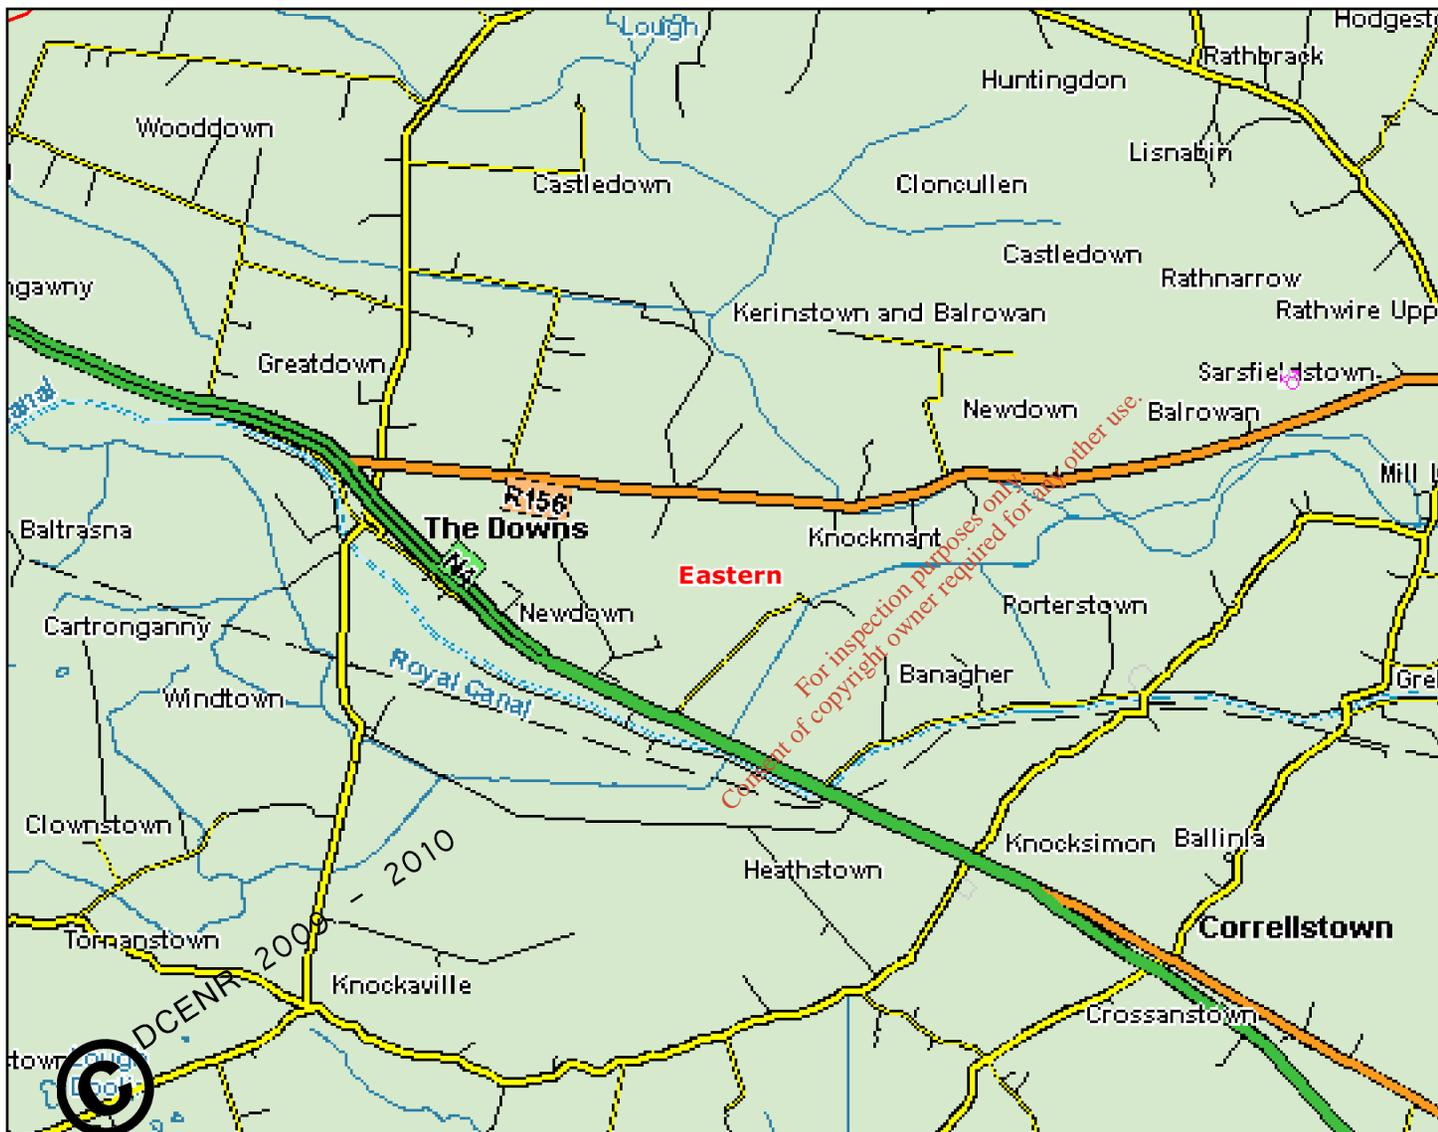 Lough
Hodgest
Rathbrack
Huntingdon
Wooddown
Lisnabin
Castledown
Cloncullen
Castledown
Rathnarrow
ngawny
Kerinstown and Balrowan
Rathwire Upp
Greatdown
Sarsfieldstown
anal
Newdown
Balrowan
Mill
R156
The Downs
Baltrasna
Knockmant
N4
Eastern
Newdown
Porterstown
Cartronganny
Royal Canal
Banagher
Windtown
Gre
For inspection purposes only.
Consent of copyright owner required for any other use.
Clownstown
Knocksimon
Ballinla
Heathstown
Correllstown
Tornanstown
Knockaville
Crossanstown
town
Lough
© DCENR 2009 - 2010